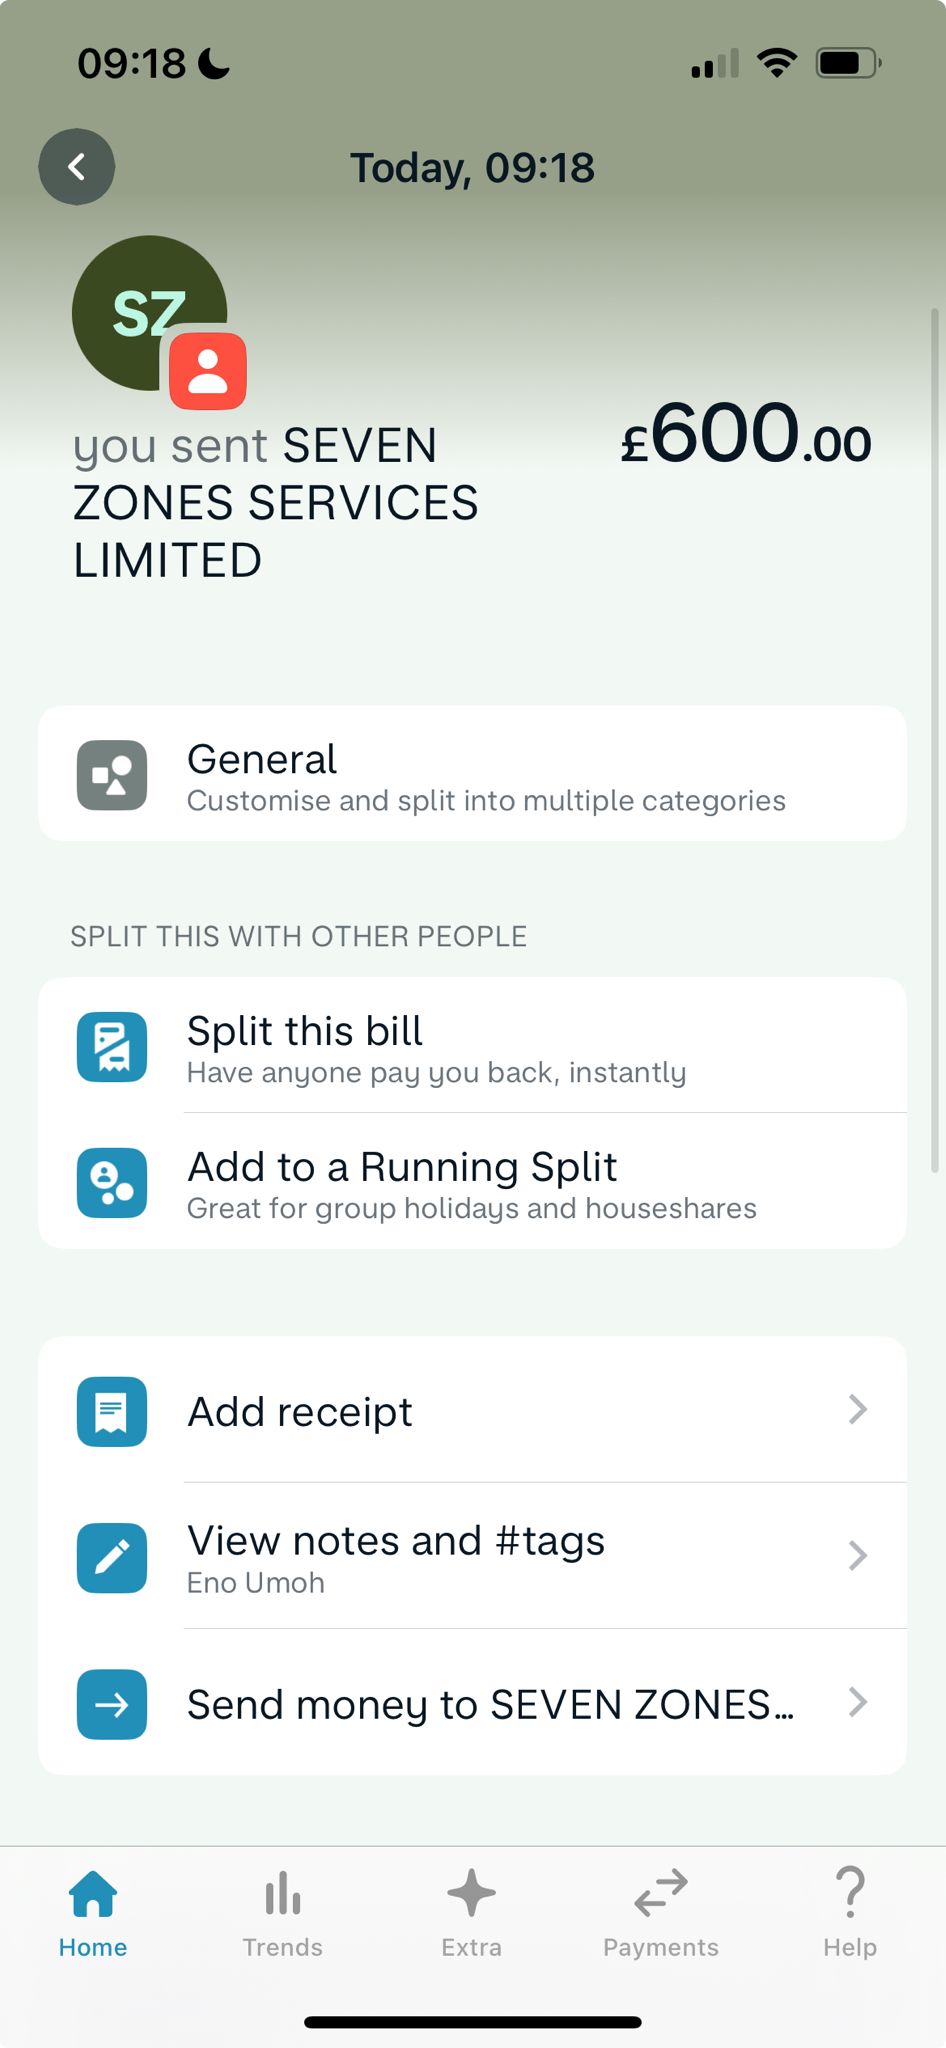 09:18
Today, 09:18
SZ
you sent SEVEN
ZONES SERVICES
LIMITED
£600.00
General
Customise and split into multiple categories
SPLIT THIS WITH OTHER PEOPLE
Split this bill
Have anyone pay you back, instantly
Add to a Running Split
Great for group holidays and houseshares
Add receipt
View notes and #tags
Eno Umoh
Send money to SEVEN ZONES...
Home
Trends
Extra
Payments
Help